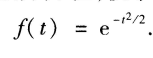 f(t) = e^{-t^2/2}.